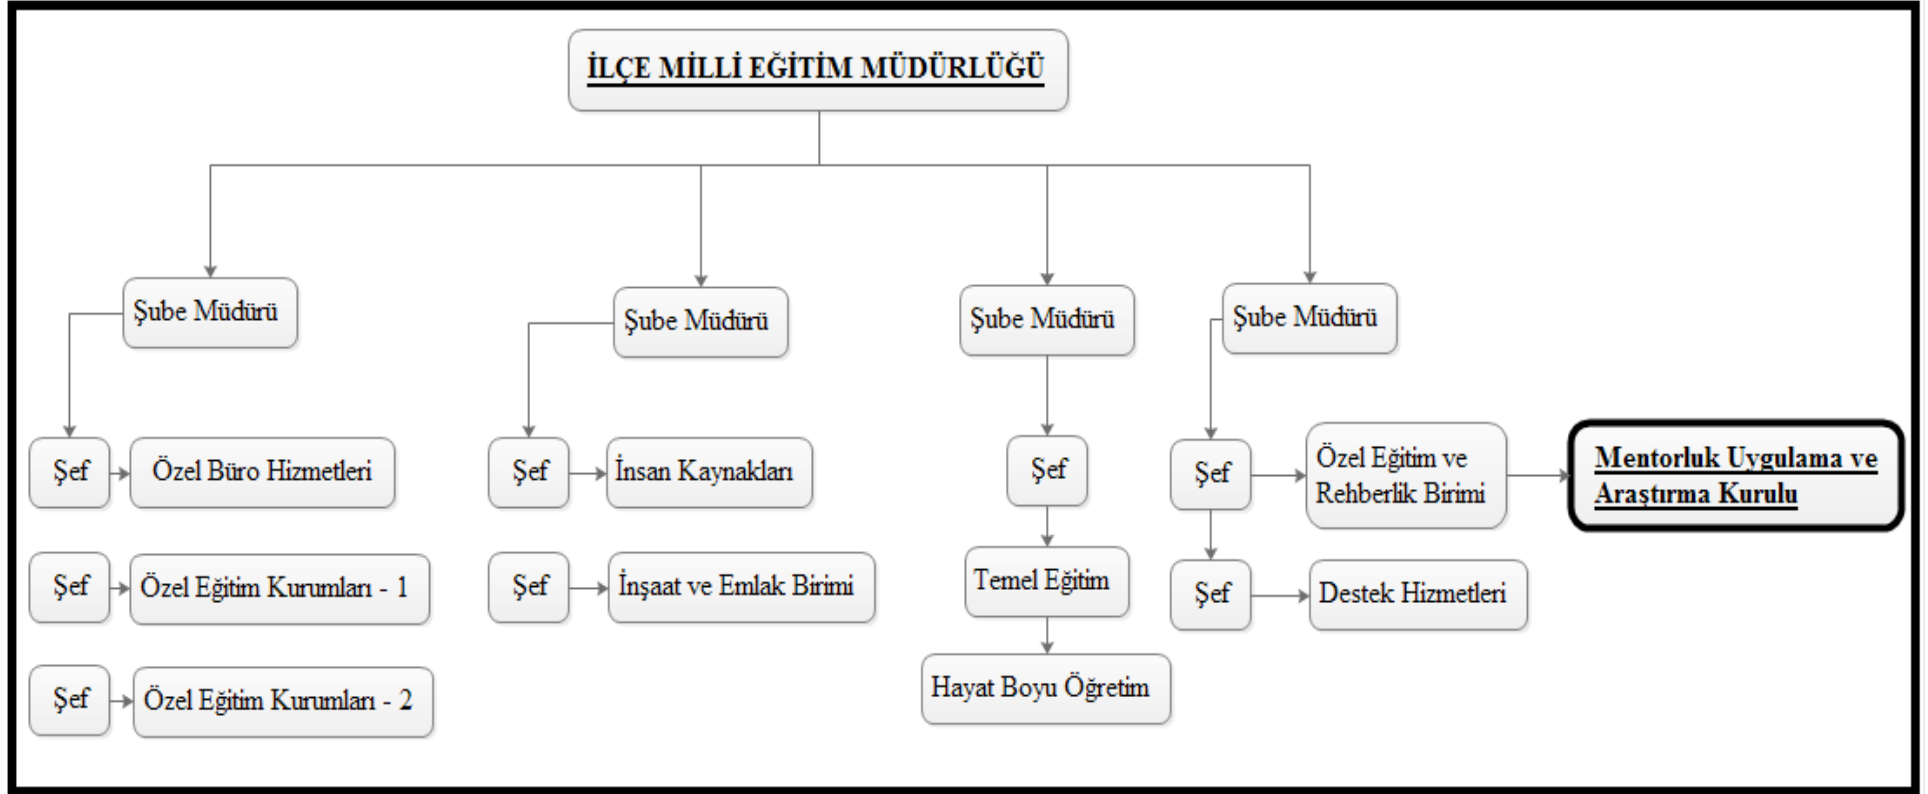 İLÇE MİLLİ EĞİTİM MÜDÜRLÜĞÜ
Şube Müdürü
Şube Müdürü
Şube Müdürü
Şube Müdürü
Şef
Özel Büro Hizmetleri
Şef
İnsan Kaynakları
Şef
Şef
Özel Eğitim ve
Rehberlik Birimi
Mentorluk Uygulama ve
Araştırma Kurulu
Şef
Özel Eğitim Kurumları - 1
Şef
İnşaat ve Emlak Birimi
Temel Eğitim
Şef
Destek Hizmetleri
Şef
Özel Eğitim Kurumları - 2
Hayat Boyu Öğretim